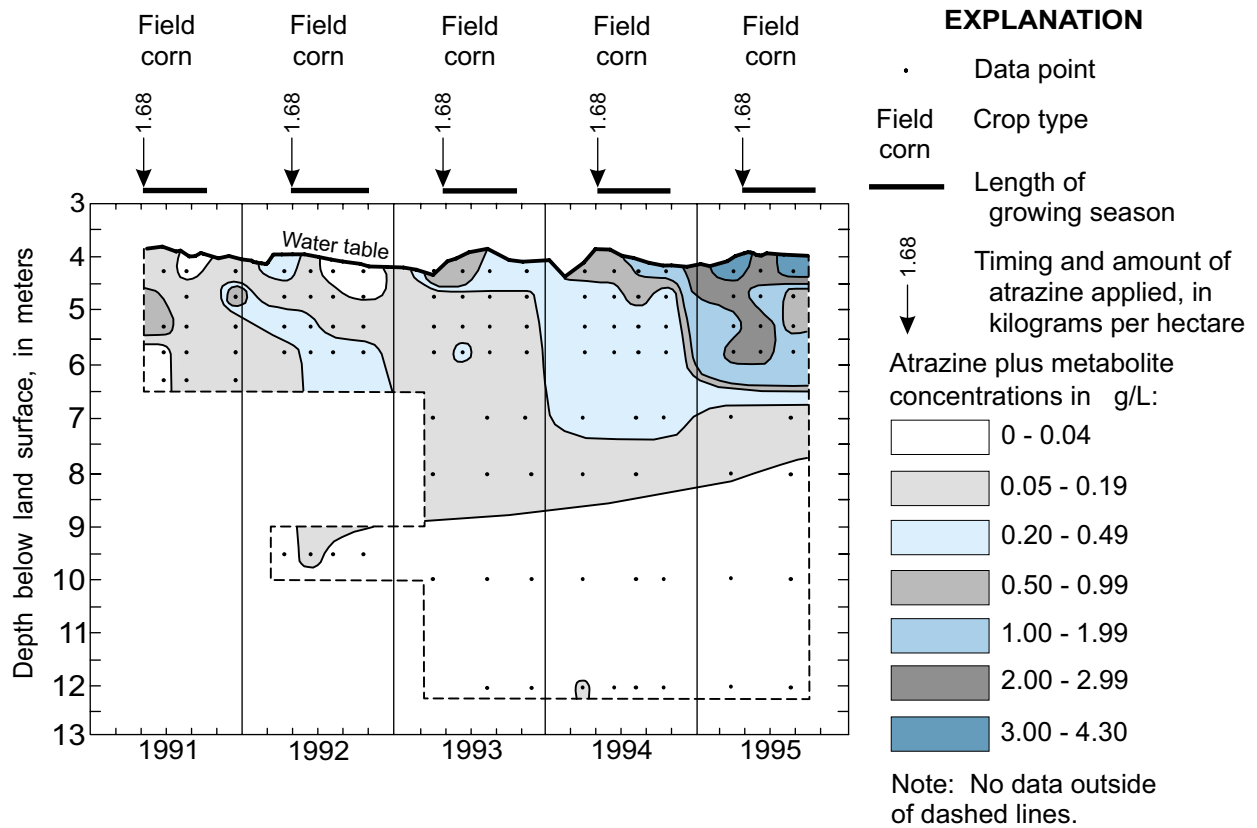 Field
corn
Field
corn
Field
corn
Field
corn
Field
corn
1.68
1.68
1.68
1.68
1.68
Depth below land surface, in meters
3
4
5
6
7
8
9
10
11
12
13
Water table
1991
1992
1993
1994
1995
EXPLANATION
Data point
Field
corn
Crop type
Length of
growing season
1.68
Timing and amount of
atrazine applied, in
kilograms per hectare
Atrazine plus metabolite
concentrations in g/L:
0 - 0.04
0.05 - 0.19
0.20 - 0.49
0.50 - 0.99
1.00 - 1.99
2.00 - 2.99
3.00 - 4.30
Note: No data outside
of dashed lines.